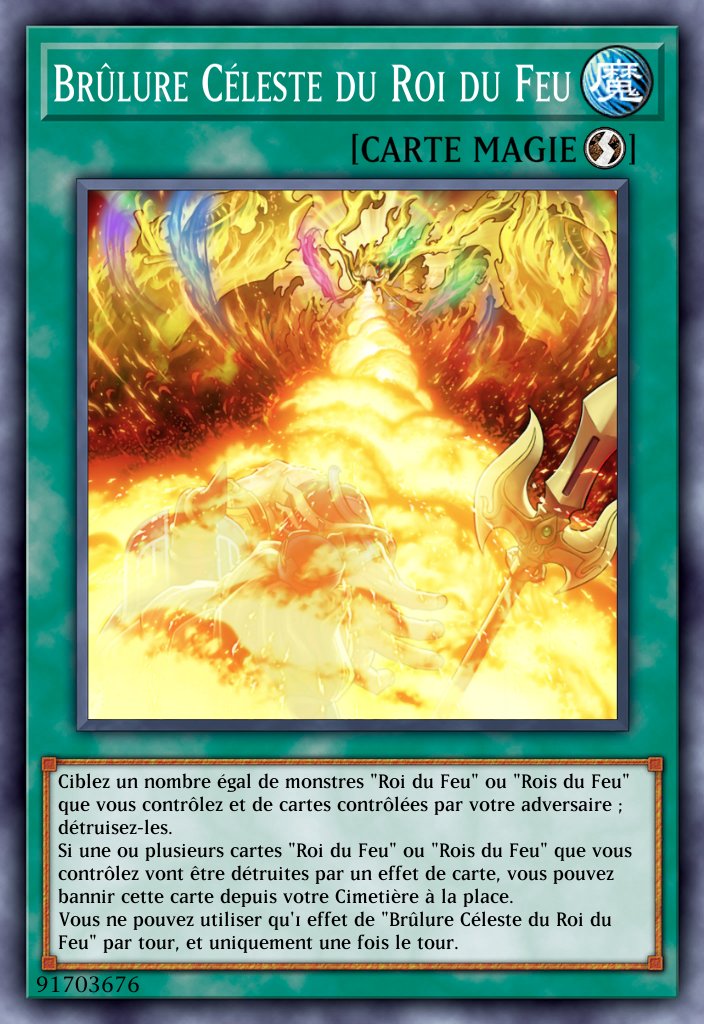 Brûlure Céleste du Roi du Feu 魔
[CARTE MAGIE]
Ciblez un nombre égal de monstres "Roi du Feu" ou "Rois du Feu"
que vous contrôlez et de cartes contrôlées par votre adversaire ;
détruisez-les.
Si une ou plusieurs cartes "Roi du Feu" ou "Rois du Feu" que vous
contrôlez vont être détruites par un effet de carte, vous pouvez
bannir cette carte depuis votre Cimetière à la place.
Vous ne pouvez utiliser qu'1 effet de "Brûlure Céleste du Roi du
Feu" par tour, et uniquement une fois le tour.
91703676